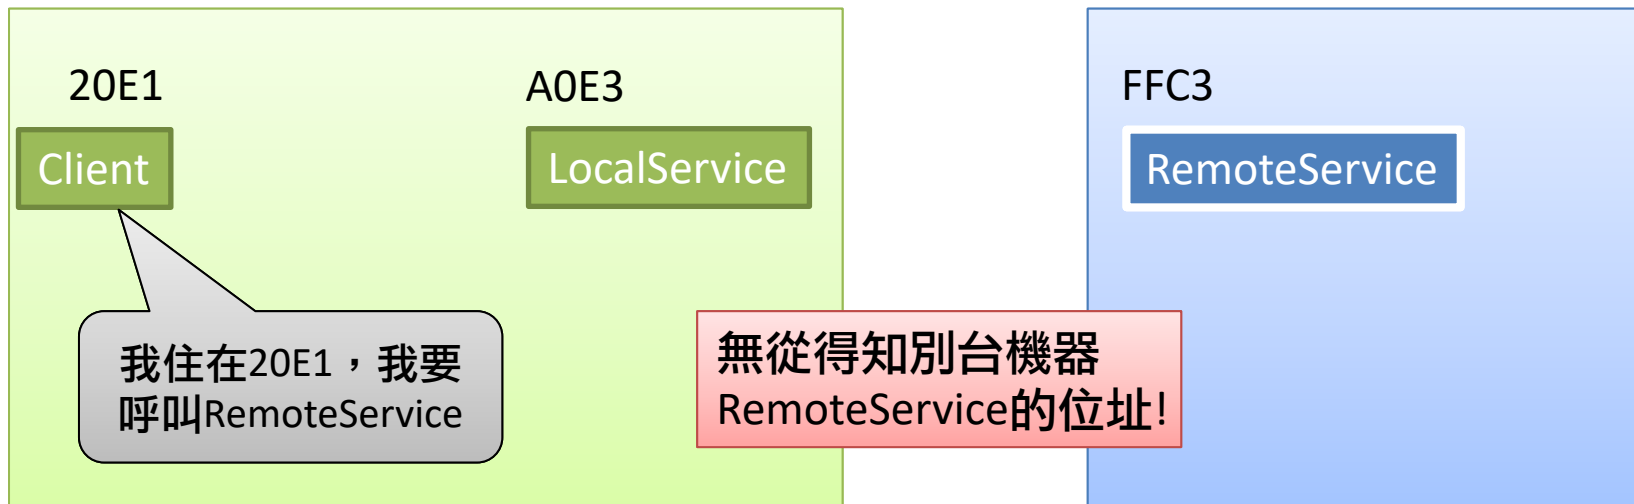 20E1
A0E3
FFC3
Client
LocalService
RemoteService
我住在20E1，我要
呼叫RemoteService
無從得知別台機器
RemoteService的位址!